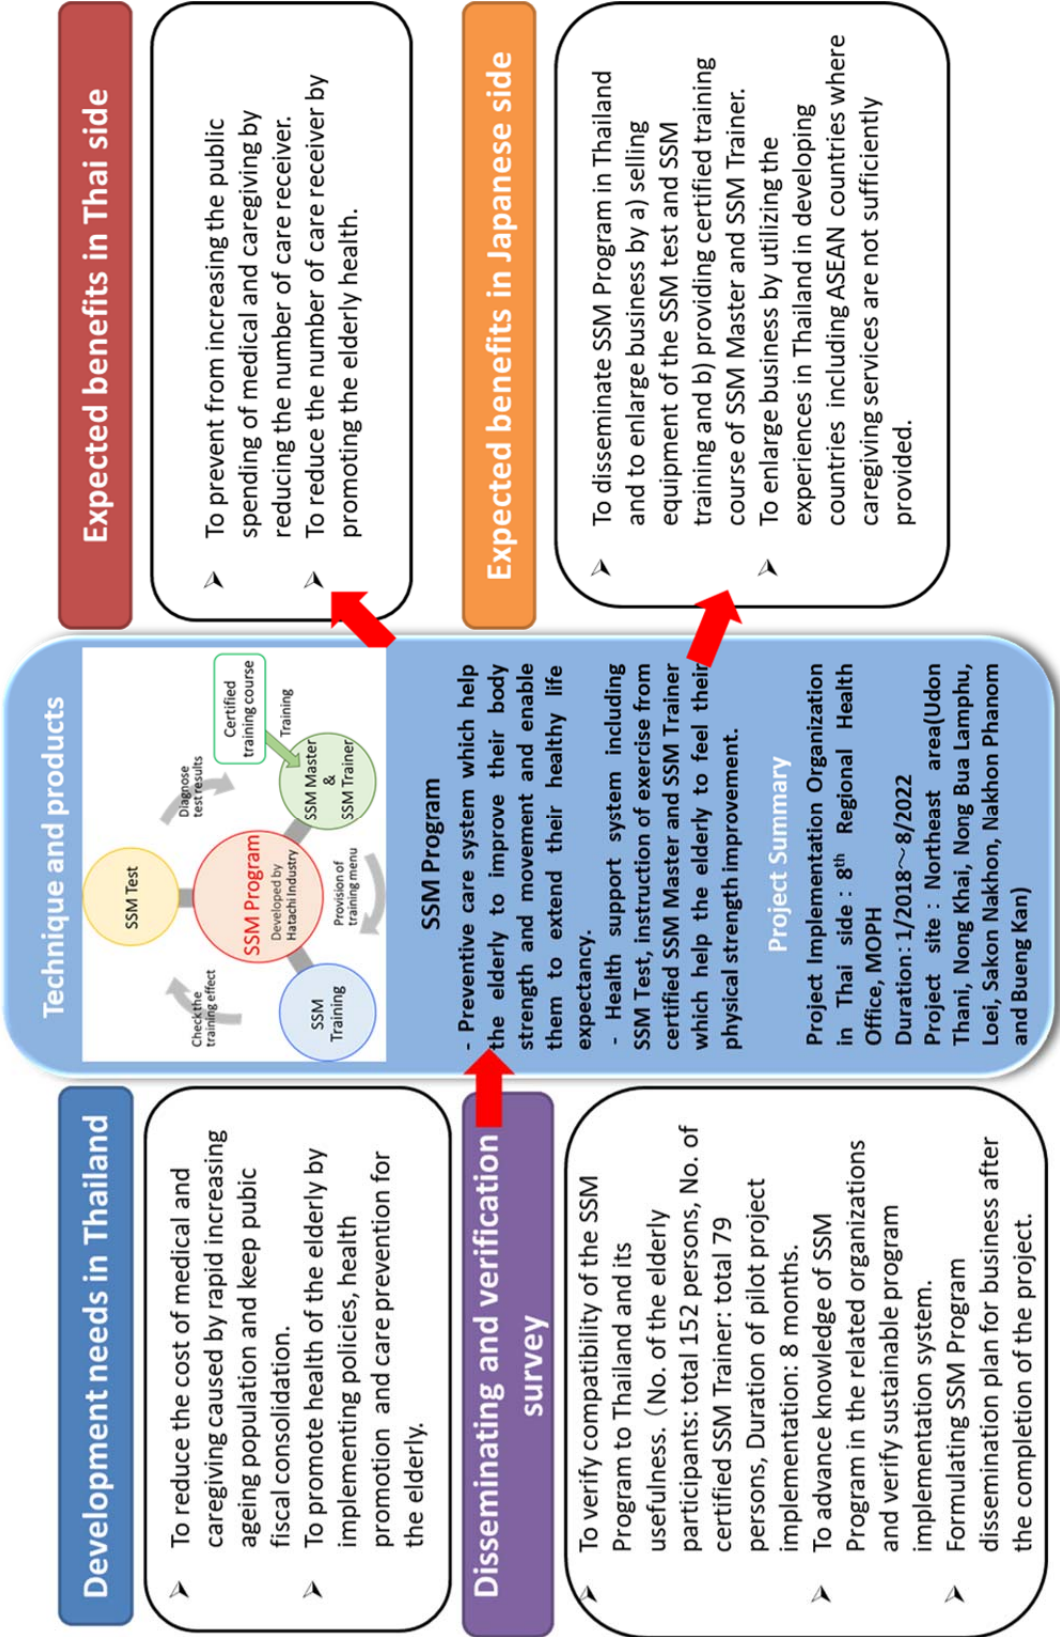 Development needs in Thailand
➢ To reduce the cost of medical and
caregiving caused by rapid increasing
ageing population and keep pubic
fiscal consolidation.
➢ To promote health of the elderly by
implementing policies, health
promotion and care prevention for
the elderly.
Disseminating and verification
survey
➢ To verify compatibility of the SSM
Program to Thailand and its
usefulness. (No. of the elderly
participants: total 152 persons, No. of
certified SSM Trainer: total 79
persons, Duration of pilot project
implementation: 8 months.
➢ To advance knowledge of SSM
Program in the related organizations
and verify sustainable program
implementation system.
➢ Formulating SSM Program
dissemination plan for business after
the completion of the project.
Technique and products
SSM Test
Check the
training effect
Diagnose
test results
SSM Program
Developed by
Hatachi Industry
Certified
training course
Training
SSM
Training
Provision of
training menu
SSM Master
&
SSM Trainer
SSM Program
- Preventive care system which help
the elderly to improve their body
strength and movement and enable
them to extend their healthy life
expectancy.
- Health support system including
SSM Test, instruction of exercise from
certified SSM Master and SSM Trainer
which help the elderly to feel their
physical strength improvement.
Project Summary
Project Implementation Organization
in Thai side : 8th Regional Health
Office, MOPH
Duration: 1/2018～8/2022
Project site : Northeast area(Udon
Thani, Nong Khai, Nong Bua Lamphu,
Loei, Sakon Nakhon, Nakhon Phanom
and Bueng Kan)
Expected benefits in Thai side
➢ To prevent from increasing the public
spending of medical and caregiving by
reducing the number of care receiver.
➢ To reduce the number of care receiver by
promoting the elderly health.
Expected benefits in Japanese side
➢ To disseminate SSM Program in Thailand
and to enlarge business by a) selling
equipment of the SSM test and SSM
training and b) providing certified training
course of SSM Master and SSM Trainer.
➢ To enlarge business by utilizing the
experiences in Thailand in developing
countries including ASEAN countries where
caregiving services are not sufficiently
provided.